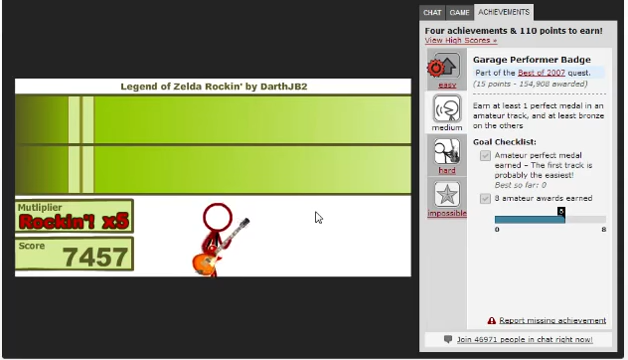 CHAT GAME ACHIEVEMENTS
Four achievements & 110 points to earn!
View High Scores »
Legend of Zelda Rockin' by DarthJB2
Mutliplier
Rockin'! x5
Score
7457
easy
medium
hard
impossible
Garage Performer Badge
Part of the Best of 2007 quest.
(15 points - 154,908 awarded)
Earn at least 1 perfect medal in an
amateur track, and at least bronze
on the others
Goal Checklist:
Amateur perfect medal
earned – The first track is
probably the easiest!
Best so far: 0
8 amateur awards earned
5
0 8
Report missing achievement
Join 46971 people in chat right now!